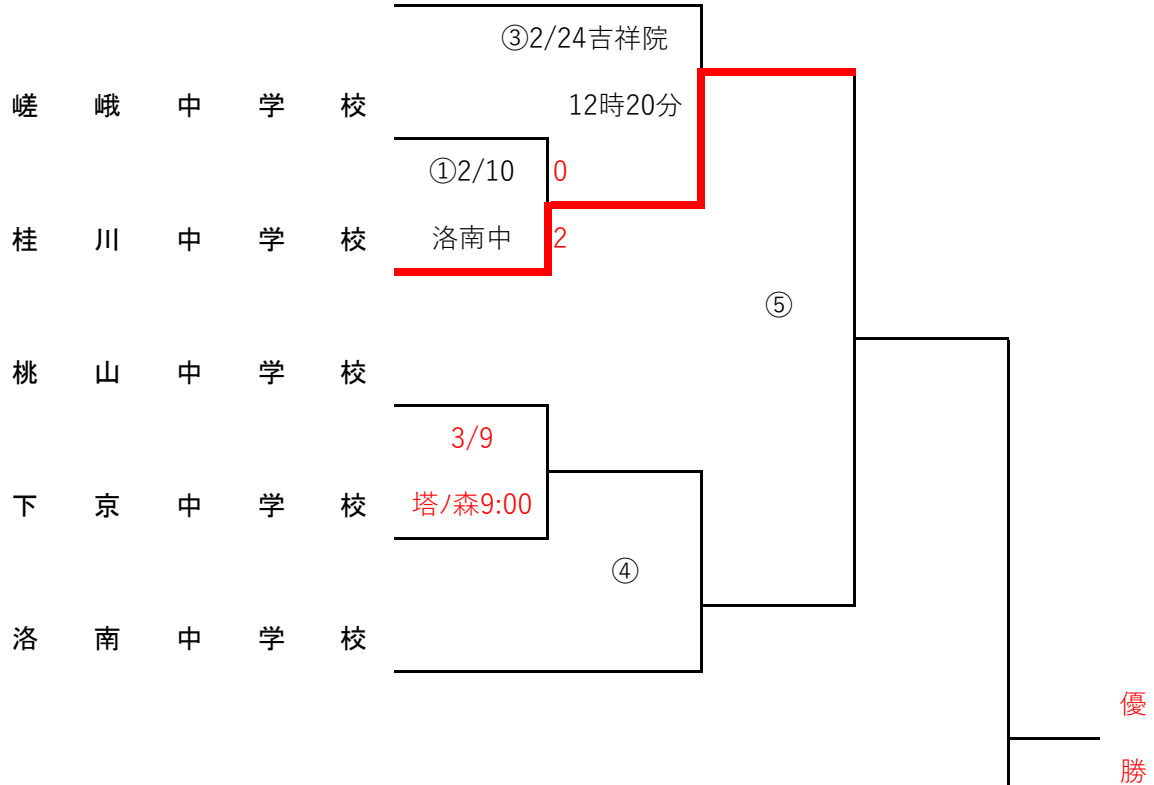 ③2/24吉祥院
嵯峨中学校 12時20分
①2/10 0
桂川中学校 洛南中 2
⑤
桃山中学校
3/9
下京中学校 塔ノ森9:00
④
洛南中学校
優
勝